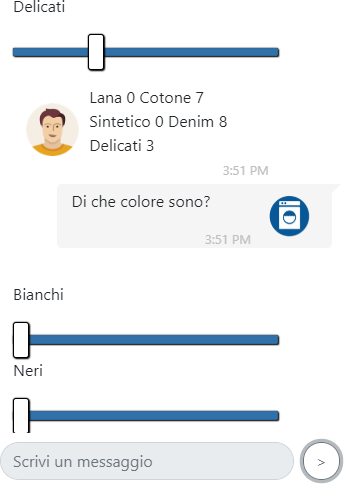 Delicati
Lana 0 Cotone 7
Sintetico 0 Denim 8
Delicati 3
3:51 PM
Di che colore sono?
3:51 PM
Bianchi
Neri
Scrivi un messaggio
>